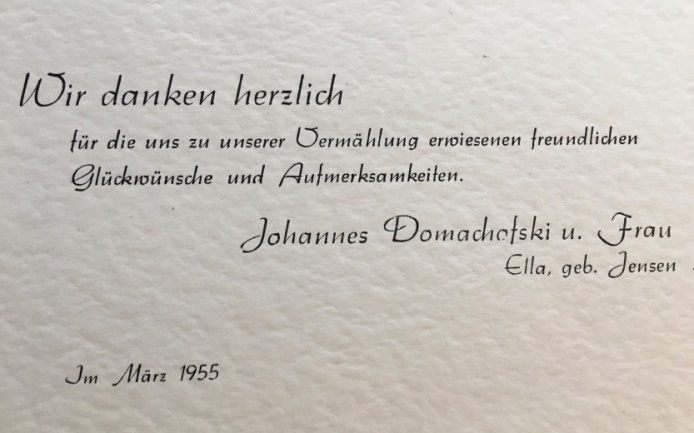 Wir danken herzlich
für die uns zu unserer Vermählung erwiesenen freundlichen
Glückwünsche und Aufmerksamkeiten.
Johannes Domachofski u. Frau
Ella, geb. Jensen
Im März 1955